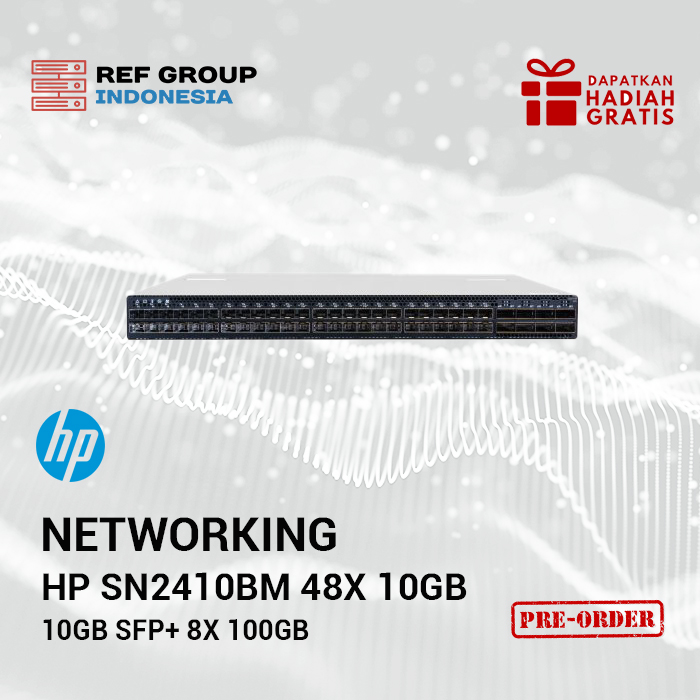 REF GROUP
INDONESIA
DAPATKAN
HADIAH
GRATIS
hp
NETWORKING
HP SN2410BM 48X 10GB
10GB SFP+ 8X 100GB
PRE-ORDER